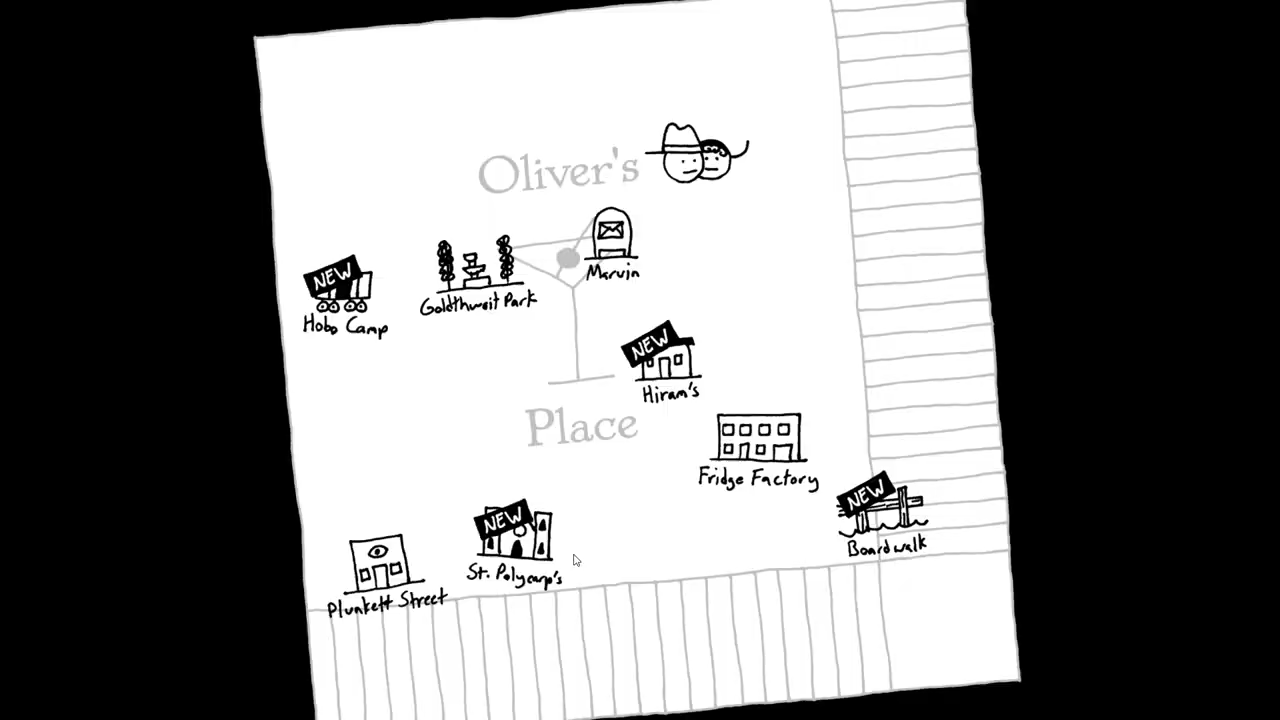 Oliver's
Marvin
NEW
Hobo Camp
Goldthwait Park
NEW
Hiram's
Place
Fridge Factory
NEW
Boardwalk
NEW
St. Polycarp's
Plunkett Street